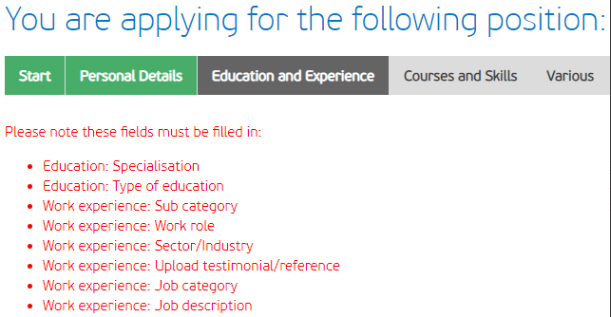 You are applying for the following position:
Start Personal Details Education and Experience Courses and Skills Various
Please note these fields must be filled in:
• Education: Specialisation
• Education: Type of education
• Work experience: Sub category
• Work experience: Work role
• Work experience: Sector/Industry
• Work experience: Upload testimonial/reference
• Work experience: Job category
• Work experience: Job description